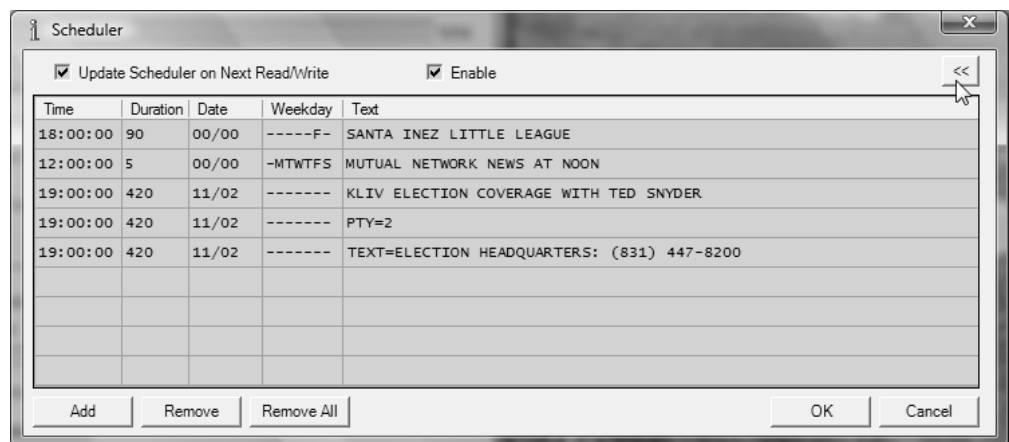 Scheduler
Update Scheduler on Next Read/Write Enable <<
Time Duration Date Weekday Text
18:00:00 90 00/00 -----F- SANTA INEZ LITTLE LEAGUE
12:00:00 5 00/00 -MTWTFS MUTUAL NETWORK NEWS AT NOON
19:00:00 420 11/02 ------- KLIV ELECTION COVERAGE WITH TED SNYDER
19:00:00 420 11/02 ------- PTY=2
19:00:00 420 11/02 ------- TEXT=ELECTION HEADQUARTERS: (831) 447-8200
Add Remove Remove All OK Cancel